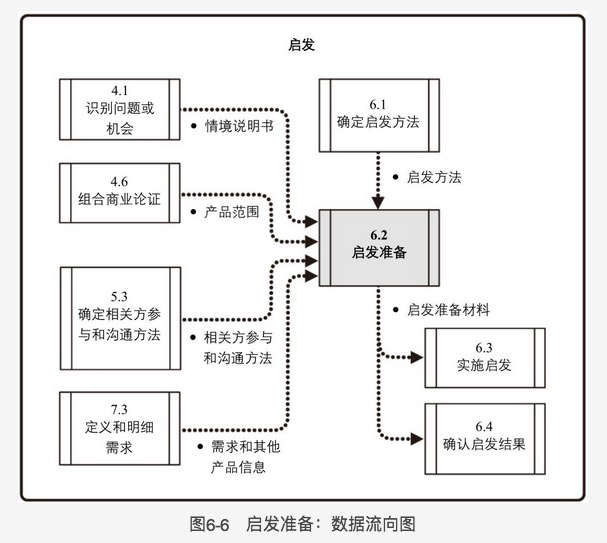 启发
4.1
识别问题或
机会
• 情境说明书
6.1
确定启发方法
• 启发方法
4.6
组合商业论证
• 产品范围
6.2
启发准备
5.3
确定相关方参
与和沟通方法
• 相关方参与
和沟通方法
• 启发准备材料
6.3
实施启发
7.3
定义和明细
需求
• 需求和其他
产品信息
6.4
确认启发结果
图6-6 启发准备：数据流向图